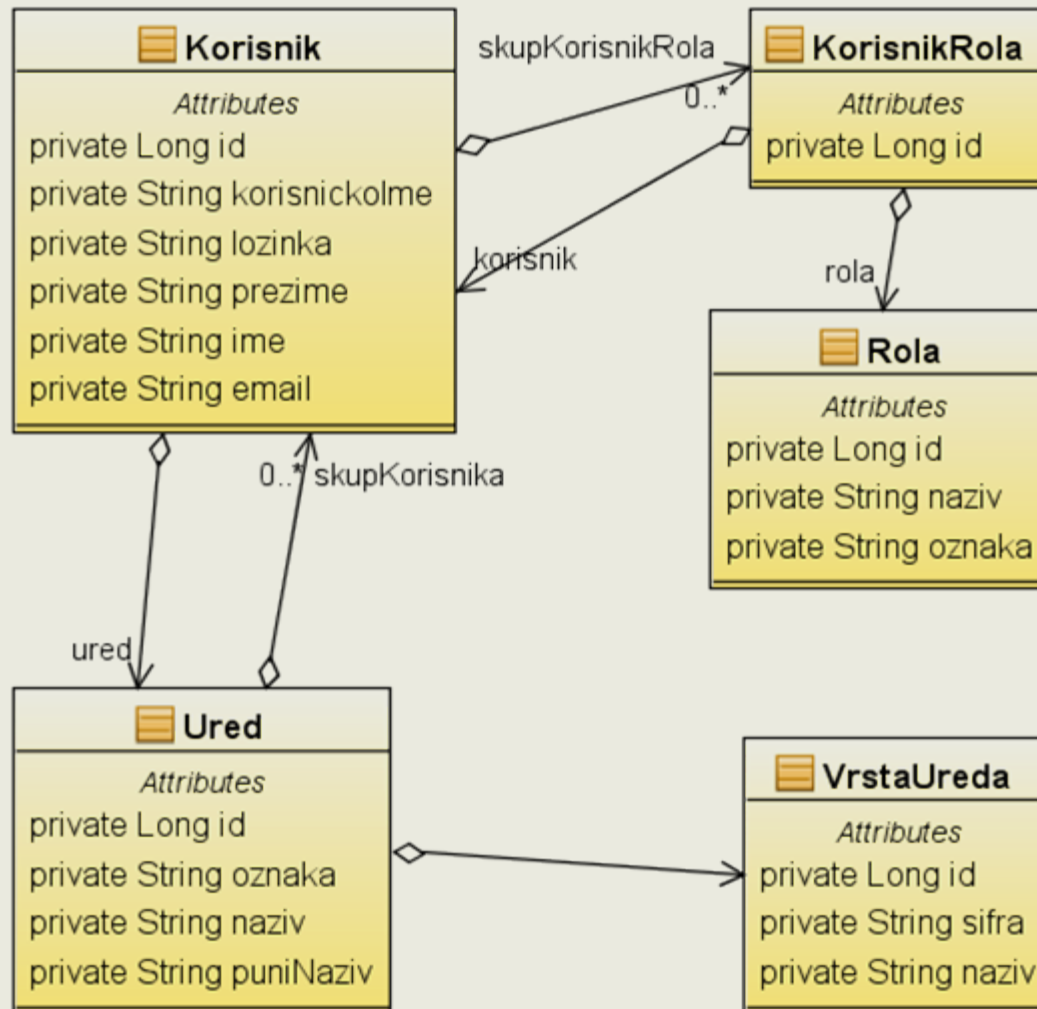 Korisnik
Attributes
private Long id
private String korisnickoIme
private String lozinka
private String prezime
private String ime
private String email
skupKorisnikRola
0..*
korisnik
KorisnikRola
Attributes
private Long id
rola
Rola
Attributes
private Long id
private String naziv
private String oznaka
0..* skupKorisnika
ured
Ured
Attributes
private Long id
private String oznaka
private String naziv
private String puniNaziv
VrstaUreda
Attributes
private Long id
private String sifra
private String naziv